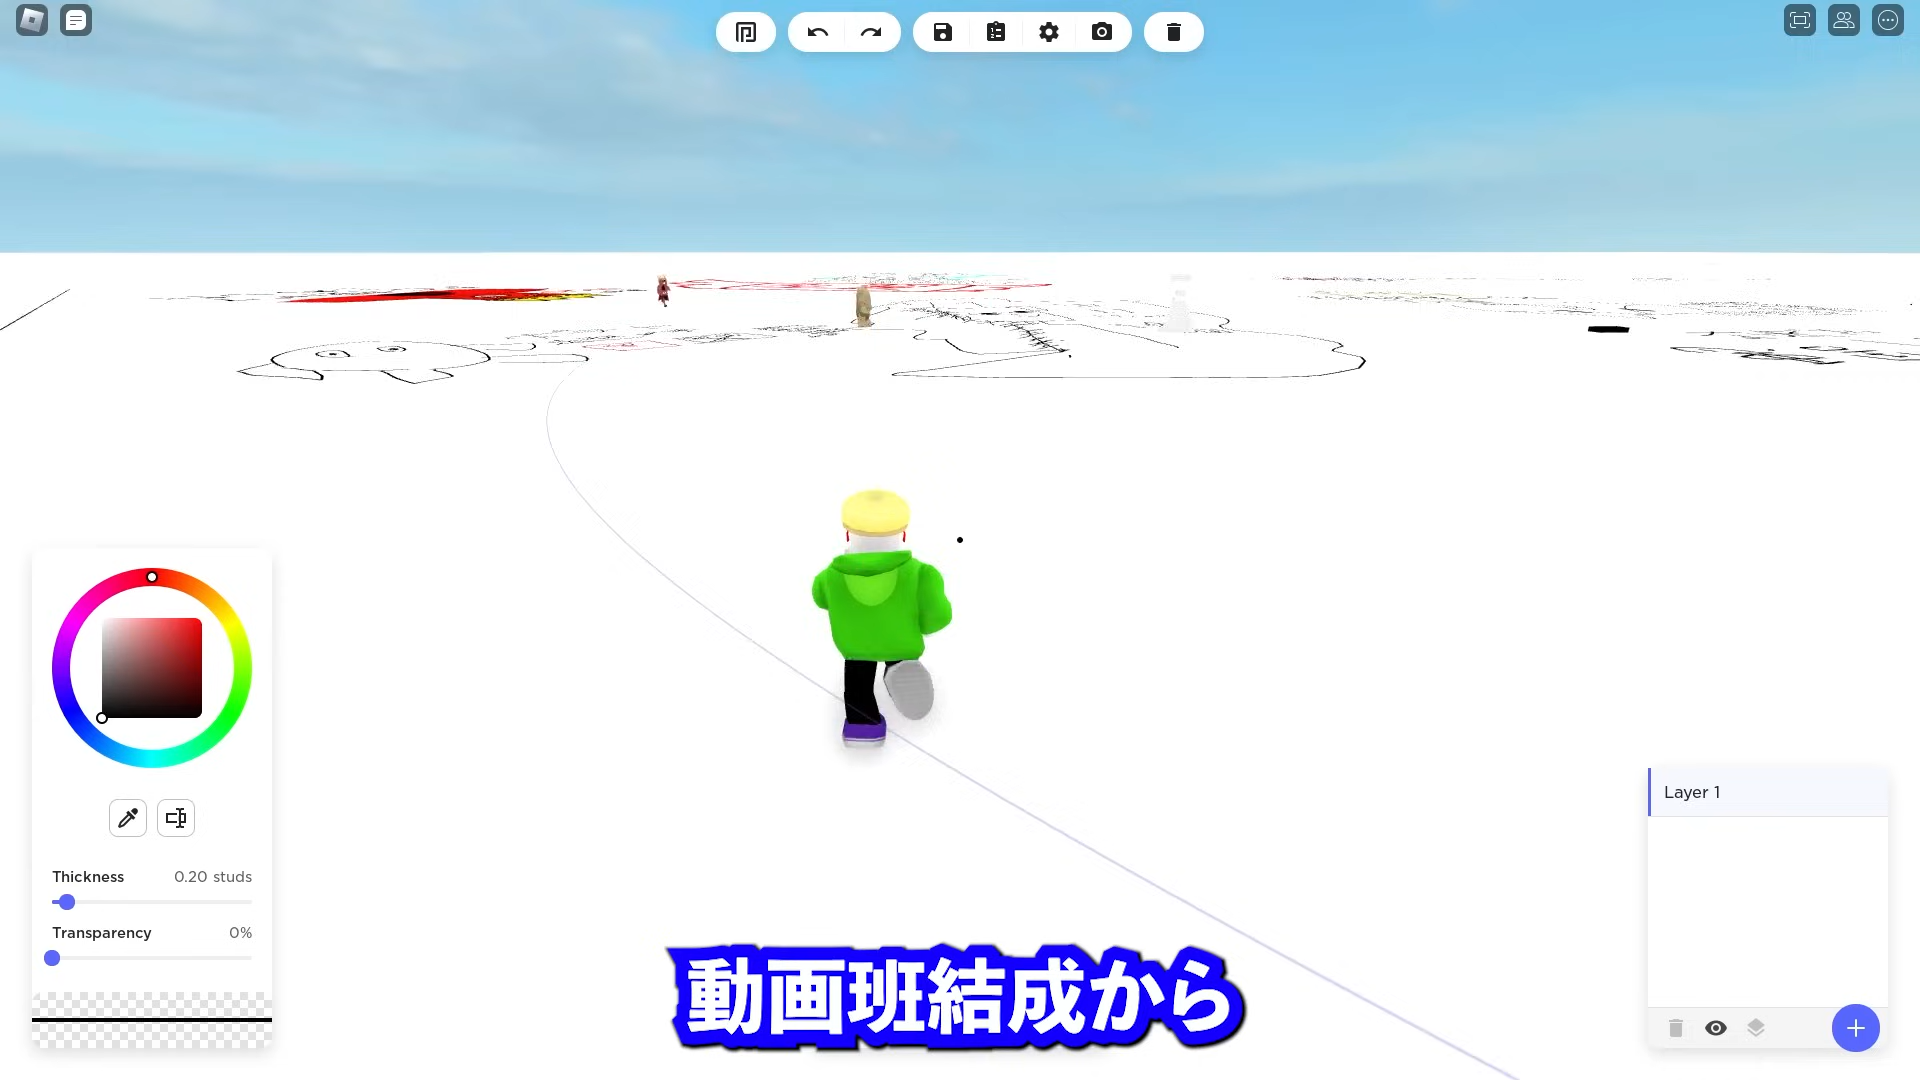 Thickness 0.20 studs
Transparency 0%
Layer 1
動画班結成から